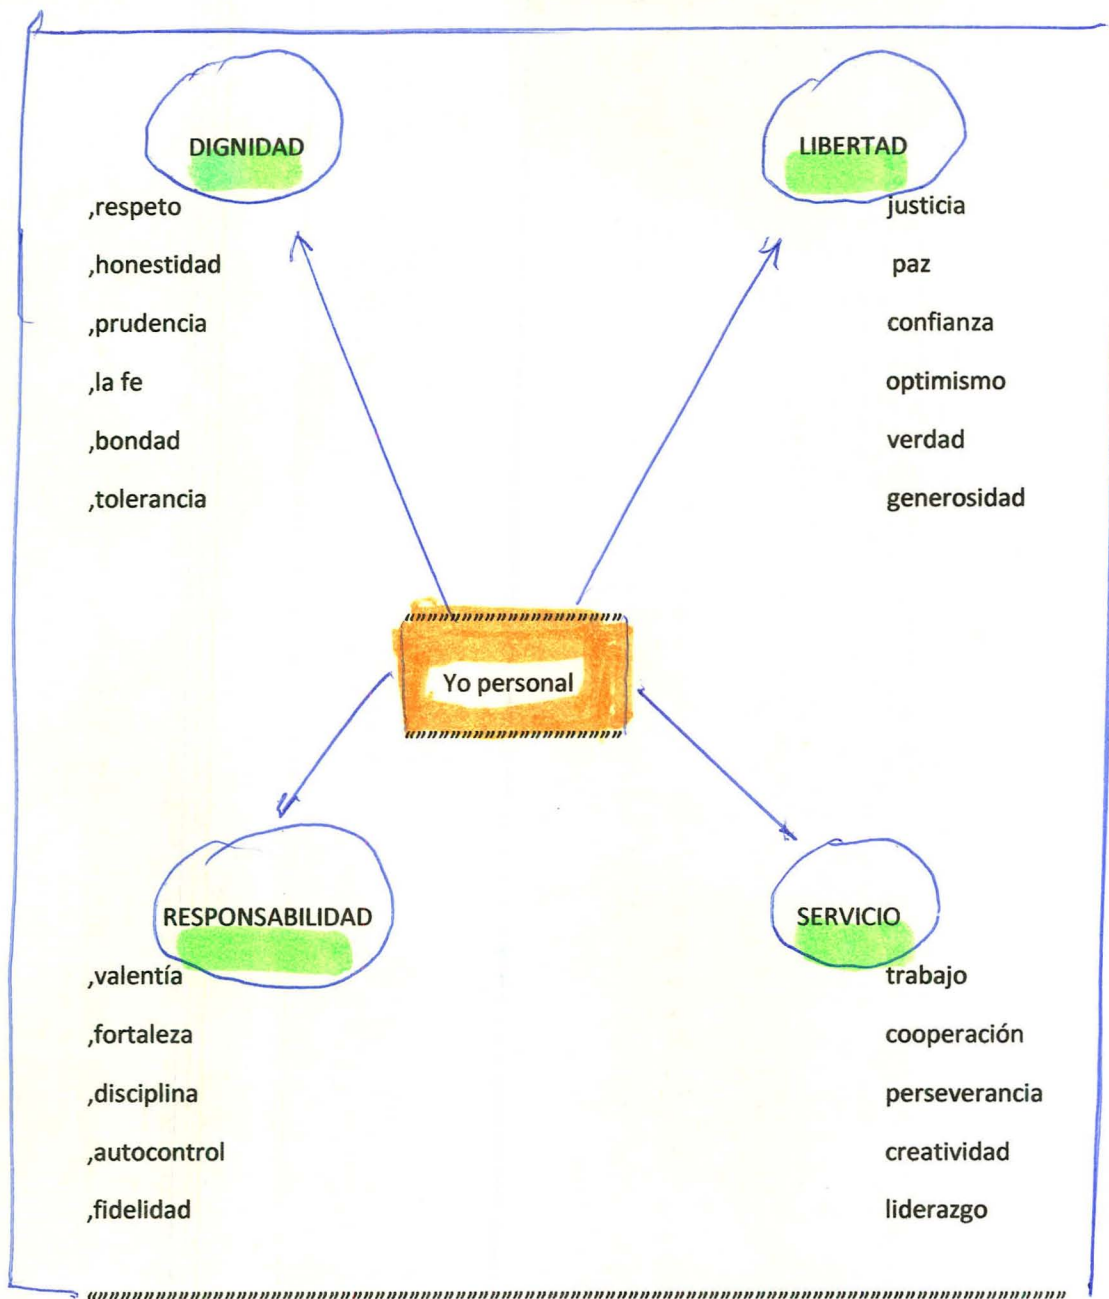 DIGNIDAD
,respeto
,honestidad
,prudencia
,la fe
,bondad
,tolerancia
LIBERTAD
justicia
paz
confianza
optimismo
verdad
generosidad
Yo personal
RESPONSABILIDAD
,valentía
,fortaleza
,disciplina
,autocontrol
,fidelidad
SERVICIO
trabajo
cooperación
perseverancia
creatividad
liderazgo